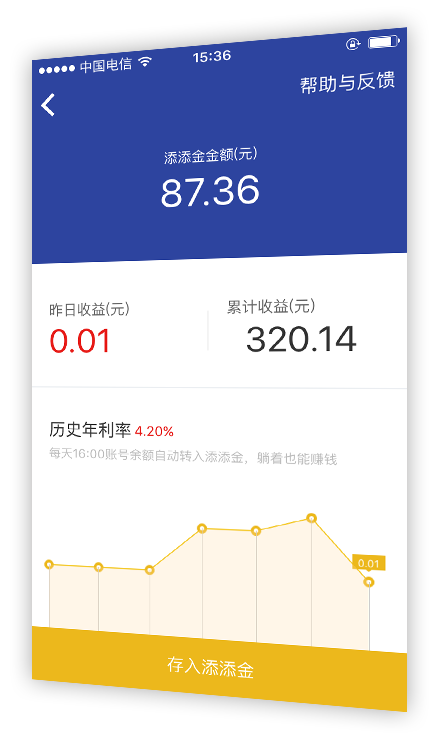 中国电信 15:36
帮助与反馈
添添金金额(元)
87.36
昨日收益(元) 累计收益(元)
0.01 320.14
历史年利率 4.20%
每天16:00账号余额自动转入添添金，躺着也能赚钱
0.01
存入添添金